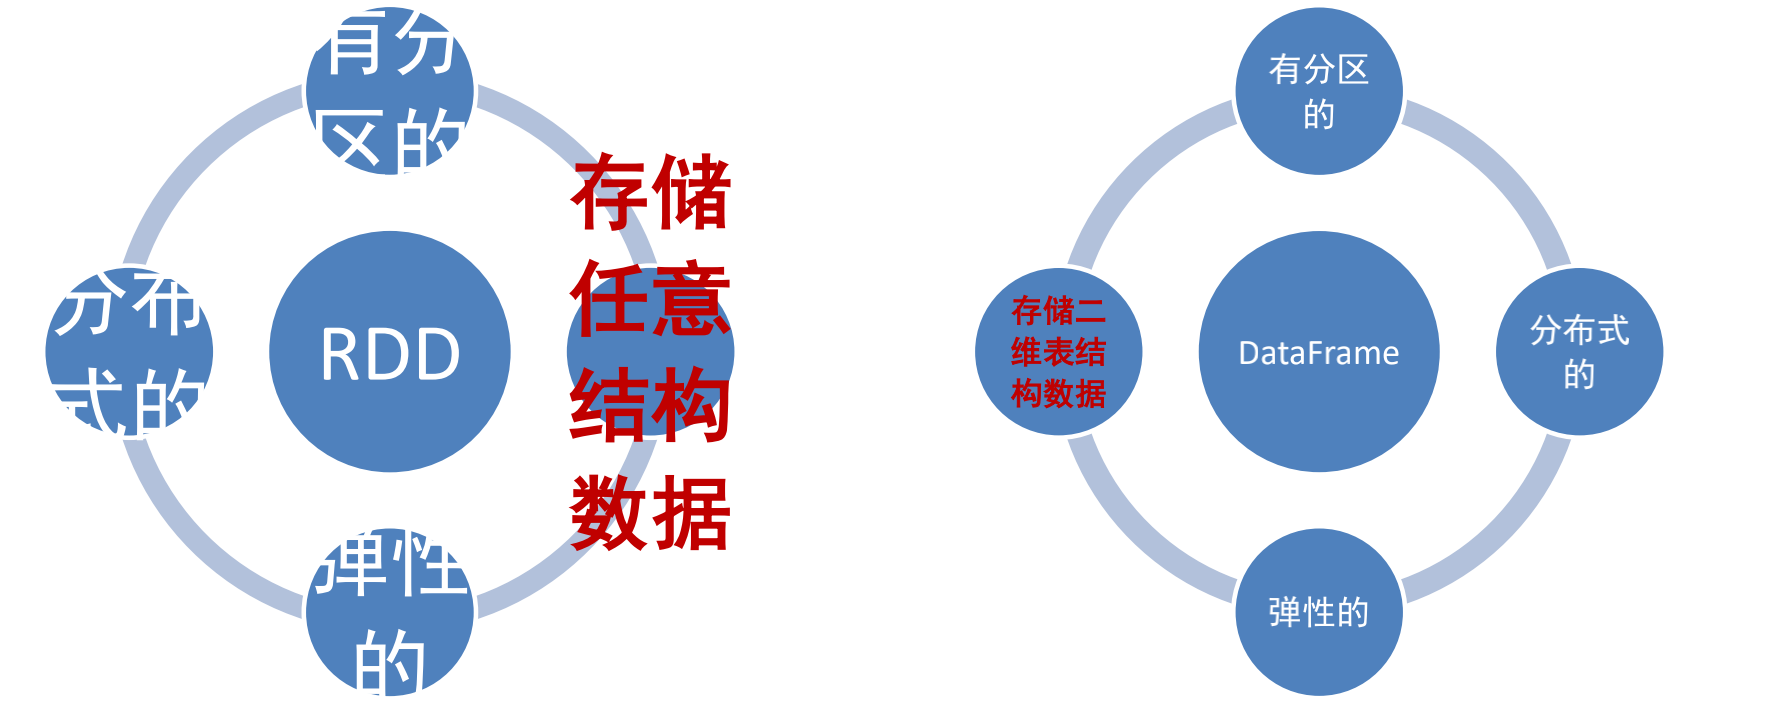 有分
区的
存储
任意
结构
数据
RDD
分布
式的
弹性
的
有分区
的
DataFrame
分布式
的
弹性的
存储二
维表结
构数据